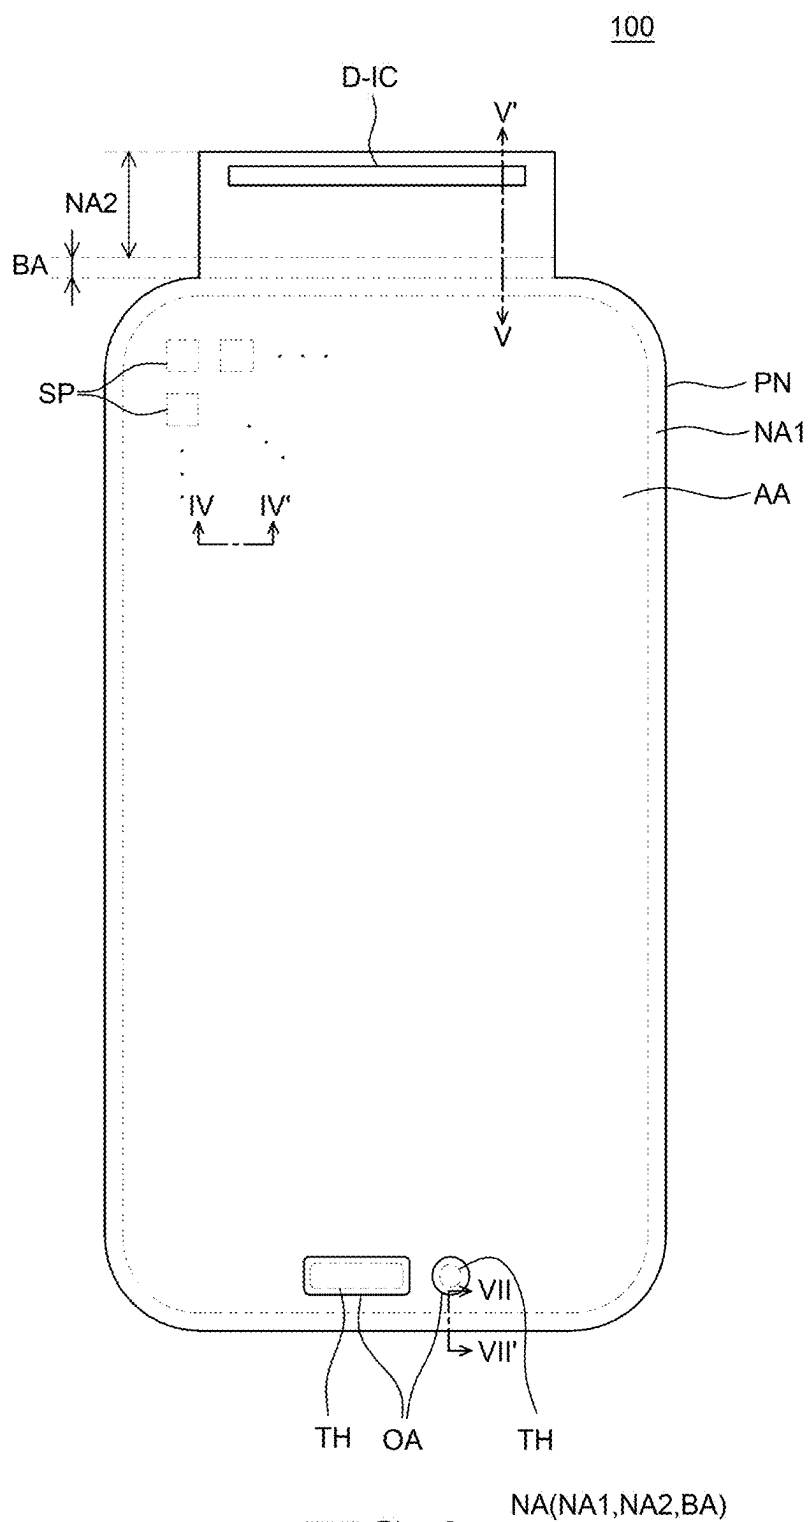 100
D-IC
V'
NA2
BA
V
SP
PN
NA1
AA
IV IV'
VII
VII'
TH OA TH
NA(NA1,NA2,BA)